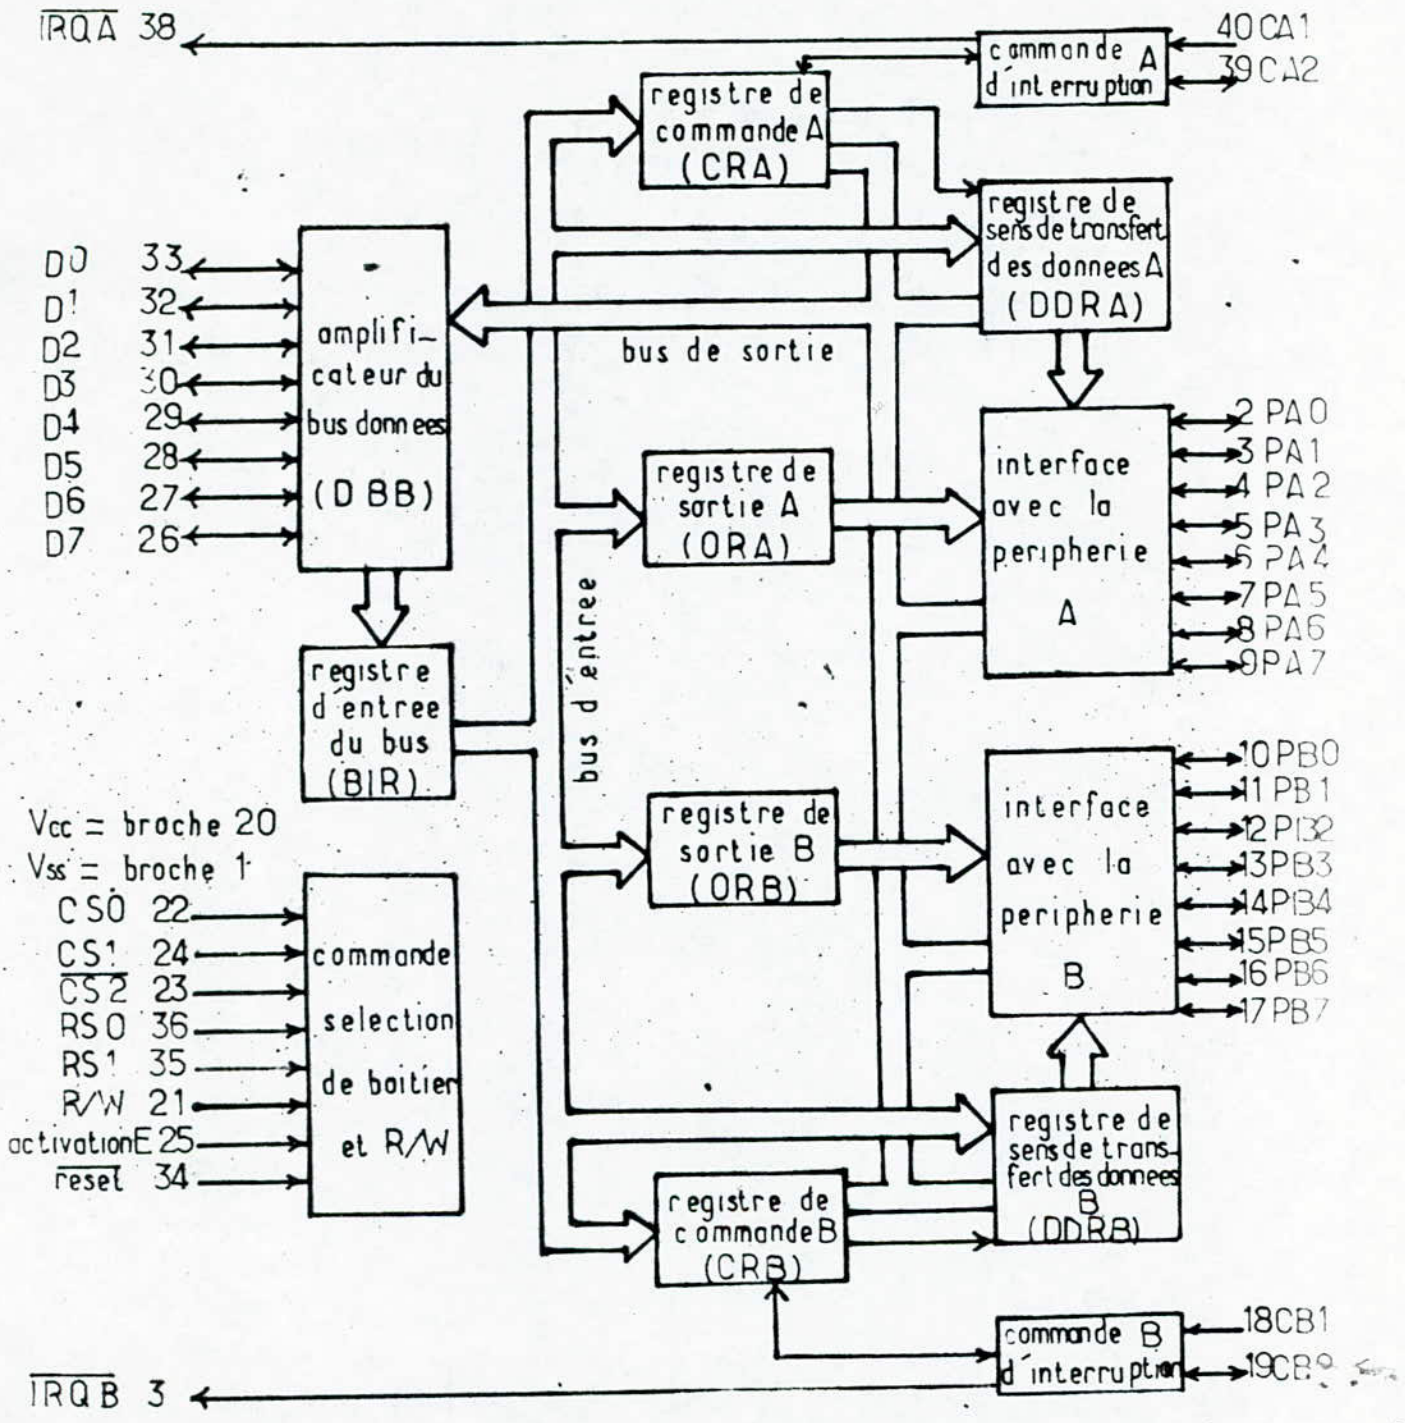 IRQA 38
40 CA1
commande A
d'interruption
39 CA2
registre de
commande A
(CRA)
registre de
sens de transfert
des donnees A
(DDRA)
D0 33
D1 32
D2 31
D3 30
D4 29
D5 28
D6 27
D7 26
amplifi-
cateur du
bus donnees
(DBB)
bus de sortie
registre de
sortie A
(ORA)
interface
avec la
peripherie
A
2 PA0
3 PA1
4 PA2
5 PA3
6 PA4
7 PA5
8 PA6
9 PA7
bus d'entree
registre
d'entree
du bus
(BIR)
Vcc = broche 20
Vss = broche 1
registre de
sortie B
(ORB)
interface
avec la
peripherie
B
10 PB0
11 PB1
12 PB2
13 PB3
14 PB4
15 PB5
16 PB6
17 PB7
CS0 22
CS1 24
CS2 23
RS0 36
RS1 35
R/W 21
activation E 25
reset 34
commande
selection
de boitier
et R/W
registre de
sens de trans-
fert des donnees
B
(DDRB)
registre de
commande B
(CRB)
commande B
d'interruption
18 CB1
19 CB2
IRQB 3